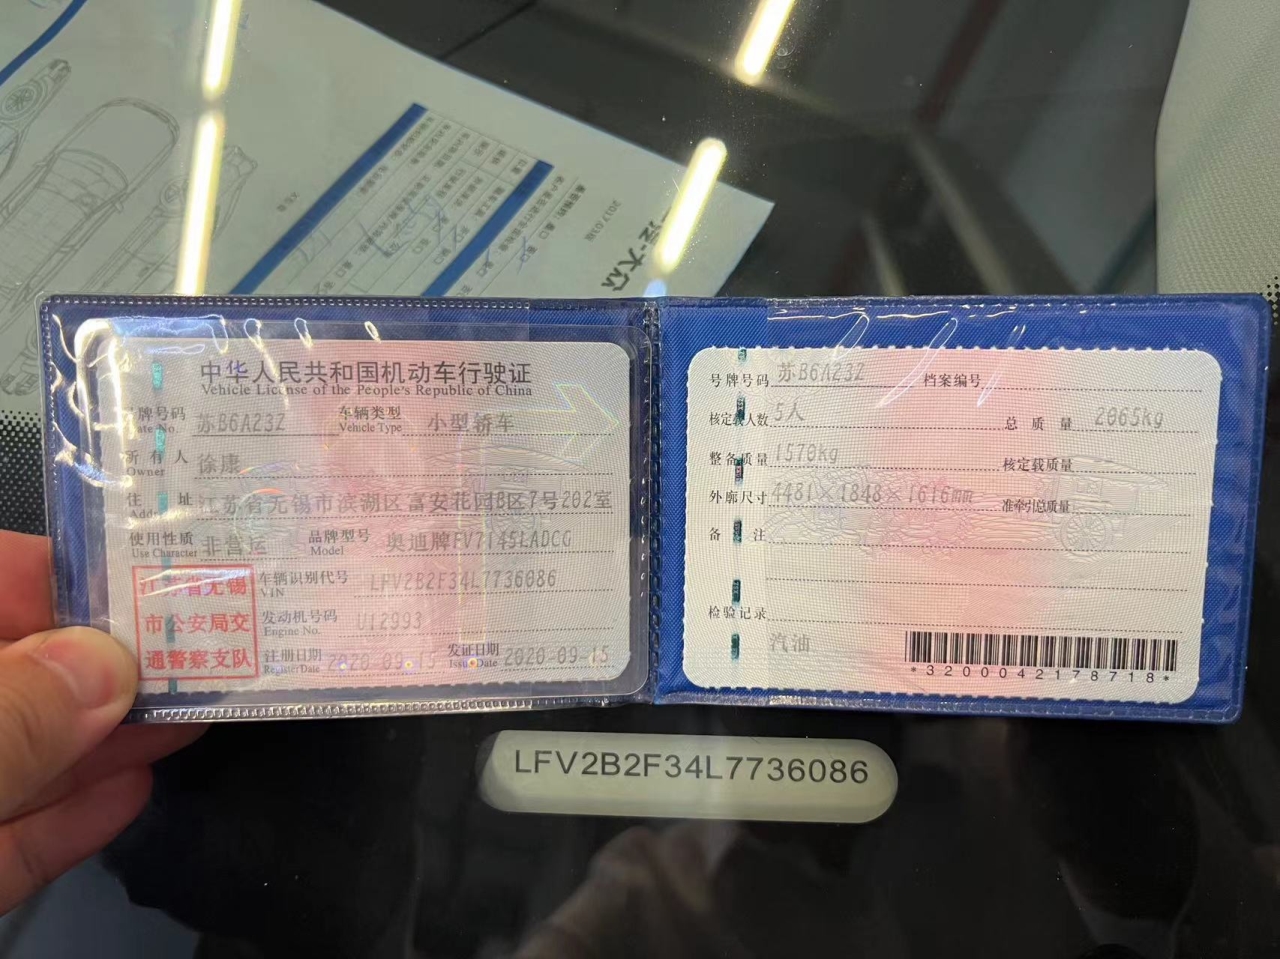 中华人民共和国机动车行驶证
Vehicle License of the People's Republic of China
号牌号码 苏B6A23Z 车辆类型 小型轿车
Plate No. Vehicle Type
所有人 徐康
Owner
住址 江苏省无锡市滨湖区富安花园B区7号202室
Address
使用性质 非营运 品牌型号 奥迪牌FV7145LADCG
Use Character Model
江苏省无锡
市公安局交
通警察支队
车辆识别代号 LFV2B2F34L7736086
VIN
发动机号码 U12993
Engine No.
注册日期 2020-09-15 发证日期 2020-09-15
Register Date Issue Date
号牌号码 苏B6A23Z 档案编号
核定载人数 5人 总质量 2065kg
整备质量 1570kg 核定载质量
外廓尺寸 4481×1848×1616mm 准牵引总质量
备注
检验记录
汽油
*3200042178718*
LFV2B2F34L7736086
2017.03版